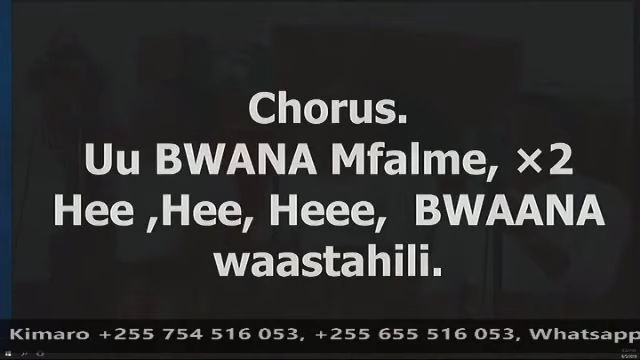 Chorus.
Uu BWANA Mfalme, ×2
Hee ,Hee, Heee,  BWAANA
waastahili.
Kimaro +255 754 516 053, +255 655 516 053, Whatsapp